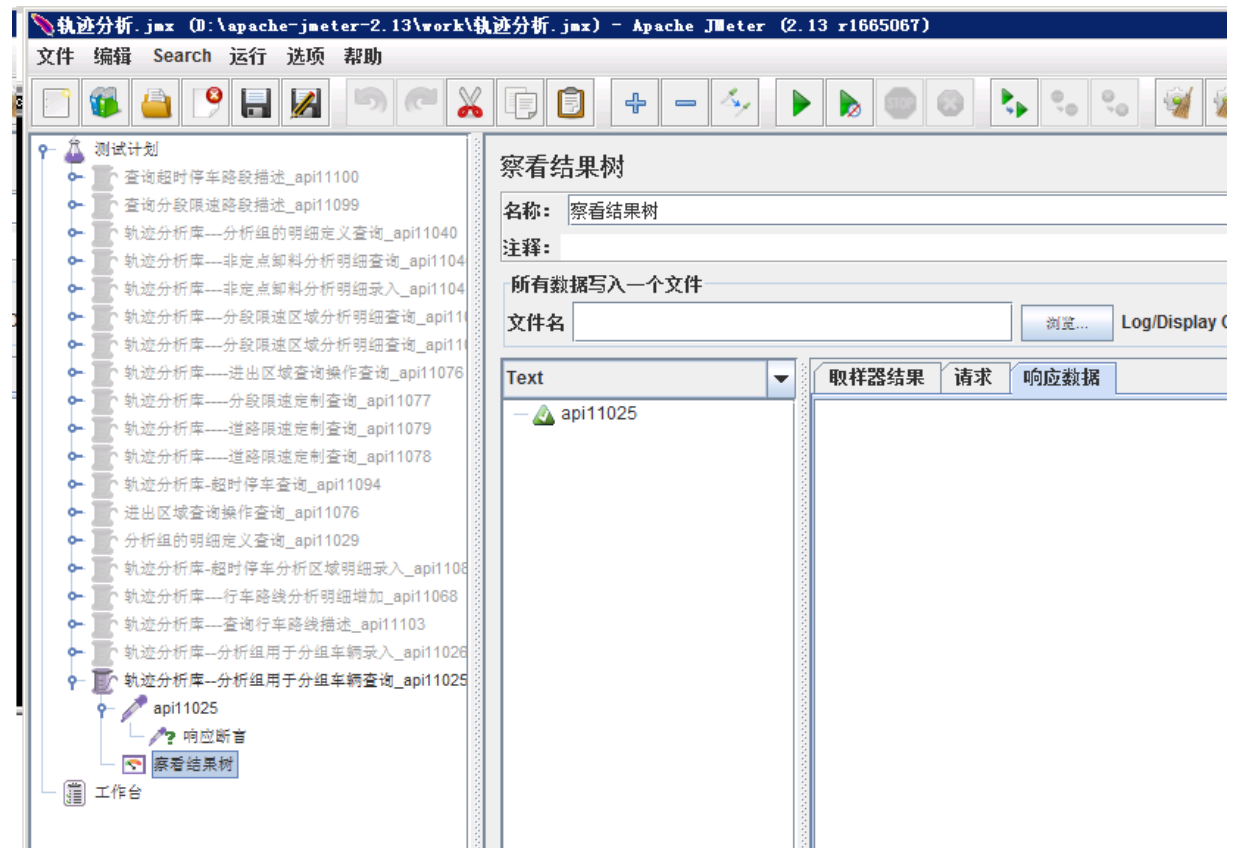 轨迹分析.jmx (D:\apache-jmeter-2.13\work\轨迹分析.jmx) - Apache JMeter (2.13 r1665067)
文件 编辑 Search 运行 选项 帮助
STOP
测试计划
查询超时停车路段描述_api11100
查询分段限速路段描述_api11099
轨迹分析库---分析组的明细定义查询_api11040
轨迹分析库---非定点卸料分析明细查询_api1104
轨迹分析库---非定点卸料分析明细录入_api1104
轨迹分析库---分段限速区域分析明细查询_api110
轨迹分析库---分段限速区域分析明细查询_api110
轨迹分析库----进出区域查询操作查询_api11076
轨迹分析库----分段限速定制查询_api11077
轨迹分析库----道路限速定制查询_api11079
轨迹分析库----道路限速定制查询_api11078
轨迹分析库-超时停车查询_api11094
进出区域查询操作查询_api11076
分析组的明细定义查询_api11029
轨迹分析库-超时停车分析区域明细录入_api1108
轨迹分析库---行车路线分析明细增加_api11068
轨迹分析库---查询行车路线描述_api11103
轨迹分析库--分析组用于分组车辆录入_api11026
轨迹分析库--分析组用于分组车辆查询_api11025
api11025
响应断言
察看结果树
工作台
察看结果树
名称： 察看结果树
注释：
所有数据写入一个文件
文件名 浏览... Log/Display
Text
api11025
取样器结果 请求 响应数据